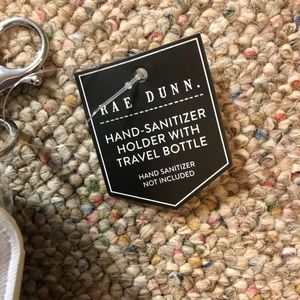 RAE DUNN.
HAND-SANITIZER
HOLDER WITH
TRAVEL BOTTLE
HAND SANITIZER
NOT INCLUDED